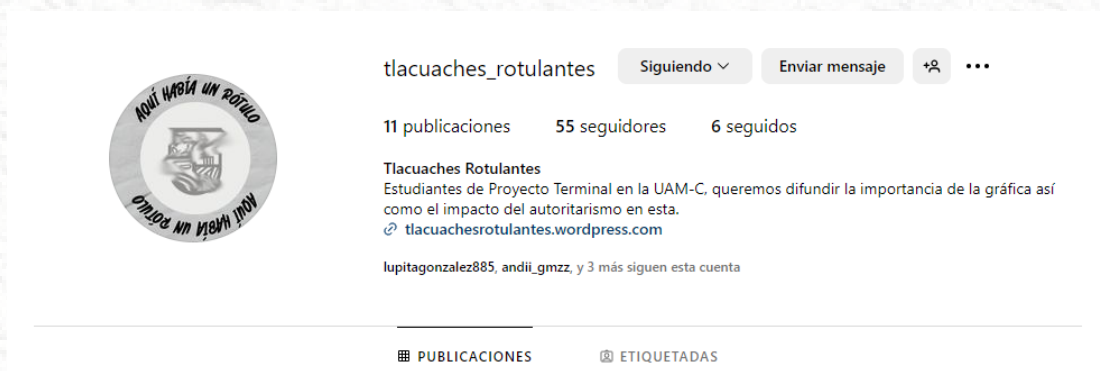 AQUÍ HABÍA UN RÓTULO
AQUÍ HABÍA UN RÓTULO
tlacuaches_rotulantes Siguiendo Enviar mensaje
11 publicaciones 55 seguidores 6 seguidos
Tlacuaches Rotulantes
Estudiantes de Proyecto Terminal en la UAM-C, queremos difundir la importancia de la gráfica así
como el impacto del autoritarismo en esta.
tlacuachesrotulantes.wordpress.com
lupitagonzalez885, andii_gmzz, y 3 más siguen esta cuenta
PUBLICACIONES ETIQUETADAS